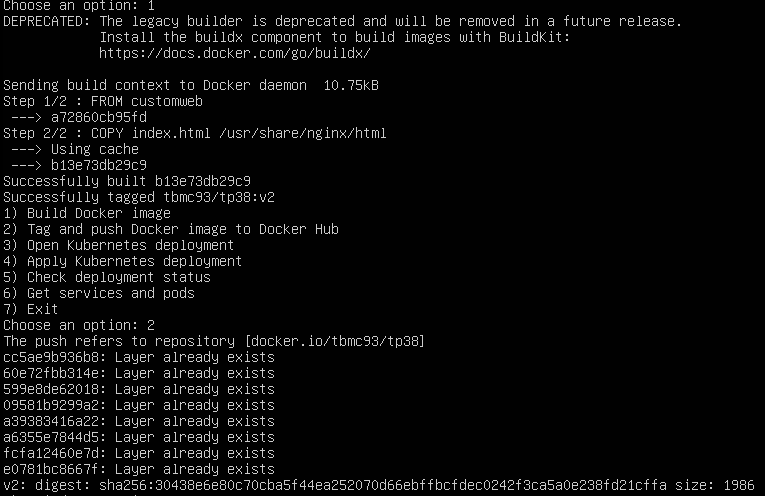 Choose an option: 1
DEPRECATED: The legacy builder is deprecated and will be removed in a future release.
            Install the buildx component to build images with BuildKit:
            https://docs.docker.com/go/buildx/

Sending build context to Docker daemon  10.75kB
Step 1/2 : FROM customweb
 ---> a72860cb95fd
Step 2/2 : COPY index.html /usr/share/nginx/html
 ---> Using cache
 ---> b13e73db29c9
Successfully built b13e73db29c9
Successfully tagged tbmc93/tp38:v2
1) Build Docker image
2) Tag and push Docker image to Docker Hub
3) Open Kubernetes deployment
4) Apply Kubernetes deployment
5) Check deployment status
6) Get services and pods
7) Exit
Choose an option: 2
The push refers to repository [docker.io/tbmc93/tp38]
cc5ae9b936b8: Layer already exists
60e72fbb314e: Layer already exists
599e8de62018: Layer already exists
09581b9299a2: Layer already exists
a39383416a22: Layer already exists
a6355e7844d5: Layer already exists
fcfa12460e7d: Layer already exists
e0781bc8667f: Layer already exists
v2: digest: sha256:30438e6e80c70cba5f44ea252070d66ebffbcfdec0242f3ca5a0e238fd21cffa size: 1986